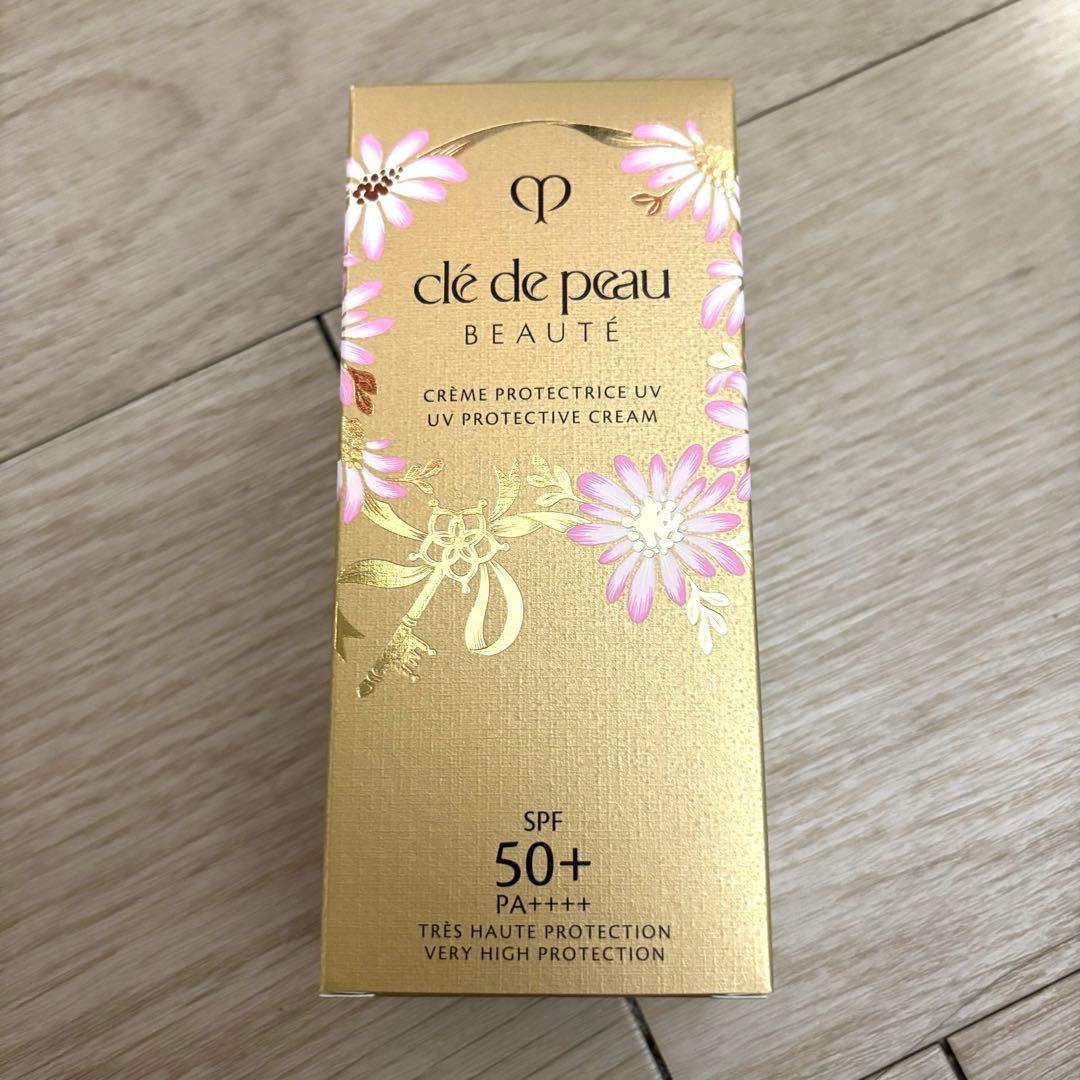 clé de peau
BEAUTÉ
CRÈME PROTECTRICE UV
UV PROTECTIVE CREAM
SPF
50+
PA++++
TRÈS HAUTE PROTECTION
VERY HIGH PROTECTION